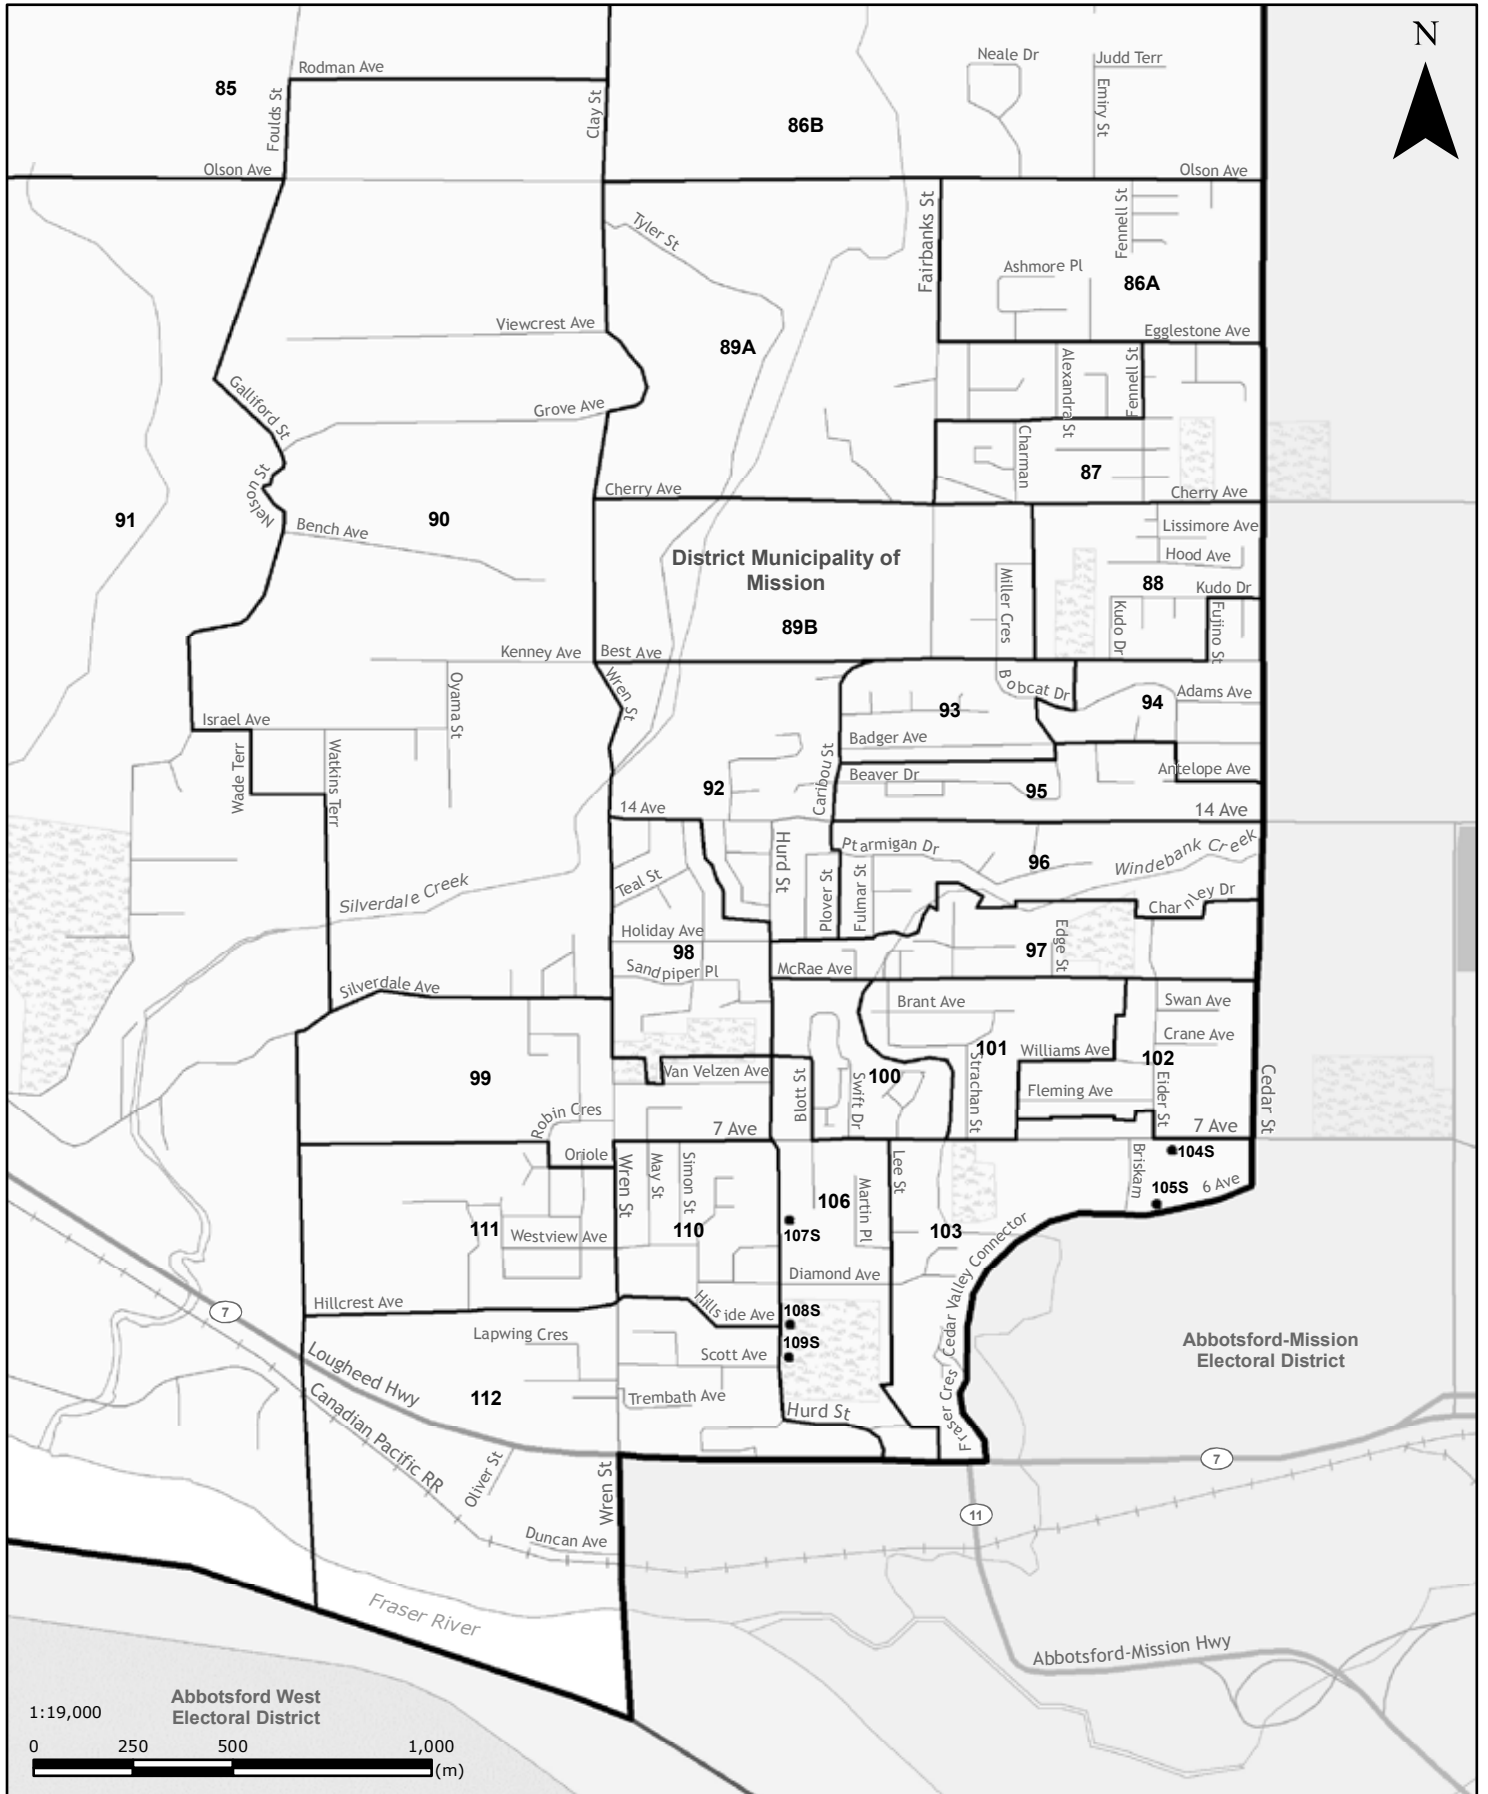 N
Neale Dr
Judd Terr
Rodman Ave
85
Foulds St
Clay St
Emiry St
86B
Olson Ave
Olson Ave
Fairbanks St
Fennell St
Tyler St
Ashmore Pl
86A
Viewcrest Ave
Egglestone Ave
89A
Alexandra St
Fennell St
Galliford St
Grove Ave
Charman
87
Nelson St
Cherry Ave
Cherry Ave
91
90
Bench Ave
Lissimore Ave
District Municipality of
Mission
Hood Ave
88
Kudo Dr
Miller Cres
Kudo Dr
Fujino St
89B
Kenney Ave
Best Ave
Wren St
Bobcat Dr
Oyama St
Adams Ave
94
93
Israel Ave
Badger Ave
Wade Terr
Watkins Terr
Caribou St
Beaver Dr
Antelope Ave
92
95
14 Ave
14 Ave
Hurd St
Ptarmigan Dr
Windebank Creek
96
Teal St
Silverdale Creek
Plover St
Fulmar St
Charnley Dr
Holiday Ave
98
97
Edge St
Sandpiper Pl
McRae Ave
Silverdale Ave
Brant Ave
Swan Ave
Crane Ave
101
Williams Ave
102
Van Velzen Ave
99
100
Blott St
Swift Dr
Strachan St
Fleming Ave
Eider St
Cedar St
Robin Cres
7 Ave
7 Ave
Oriole
Wren St
May St
Simon St
Lee St
Briskam
104S
105S
6 Ave
106
Martin Pl
111
Westview Ave
110
107S
103
Diamond Ave
Hillcrest Ave
Hillside Ave
108S
7
Lapwing Cres
109S
Scott Ave
Cedar Valley Connector
Abbotsford-Mission
Electoral District
Lougheed Hwy
112
Trembath Ave
Hurd St
Fraser Cres
Canadian Pacific RR
Oliver St
Wren St
7
11
Duncan Ave
Fraser River
Abbotsford-Mission Hwy
Abbotsford West
Electoral District
1:19,000
0 250 500 1,000
(m)